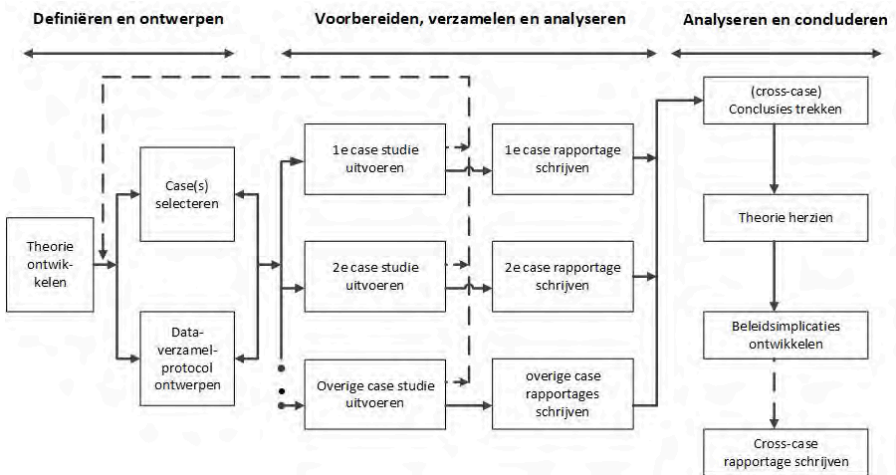 Definiëren en ontwerpen
Voorbereiden, verzamelen en analyseren
Analyseren en concluderen
Theorie
ontwik-
kelen
Case(s)
selecteren
Data-
verzamel-
protocol
ontwerpen
1e case studie
uitvoeren
2e case studie
uitvoeren
Overige case studie
uitvoeren
1e case rapportage
schrijven
2e case rapportage
schrijven
overige case
rapportages
schrijven
(cross-case)
Conclusies trekken
Theorie herzien
Beleidsimplicaties
ontwikkelen
Cross-case
rapportage schrijven